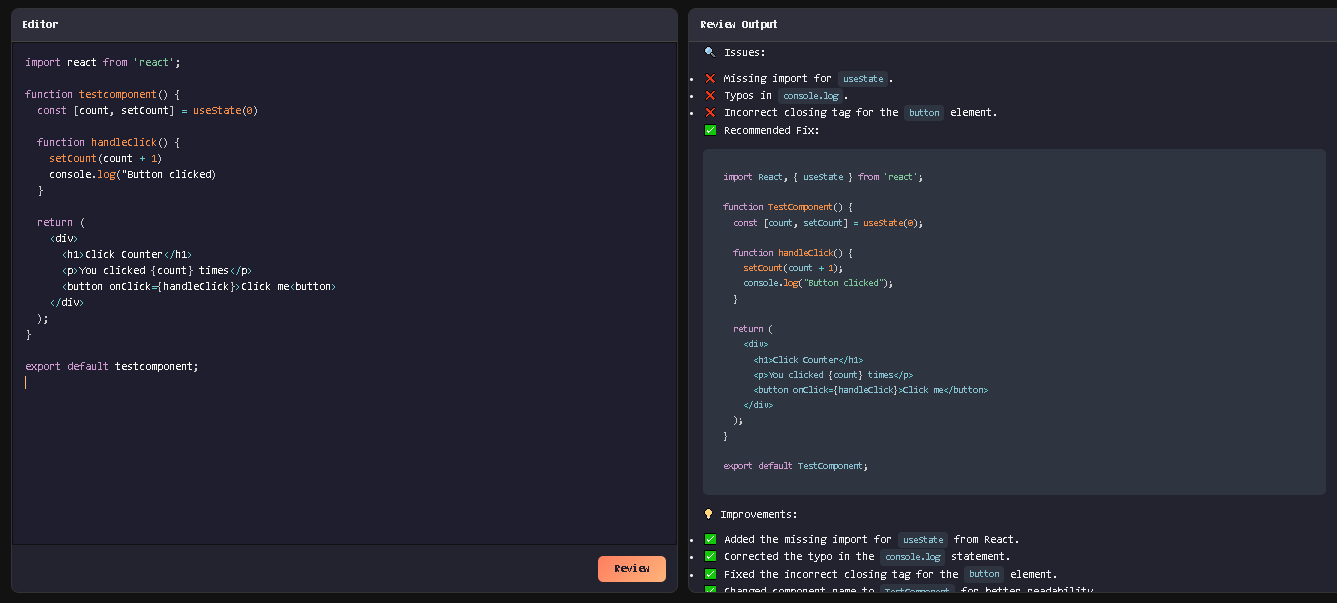 Editor
import react from 'react';
function testcomponent() {
const [count, setCount] = useState(0)
function handleClick() {
setCount(count + 1)
console.log("Button clicked)
}
return (
<div>
<h1>Click Counter</h1>
<p>You clicked {count} times</p>
<button onClick={handleClick}>Click me<button>
</div>
);
}
export default testcomponent;
Review
Review Output
🔍 Issues:
• ❌ Missing import for useState.
• ❌ Typos in console.log.
• ❌ Incorrect closing tag for the button element.
✅ Recommended Fix:
import React, { useState } from 'react';
function TestComponent() {
const [count, setCount] = useState(0);
function handleClick() {
setCount(count + 1);
console.log("Button clicked");
}
return (
<div>
<h1>Click Counter</h1>
<p>You clicked {count} times</p>
<button onClick={handleClick}>Click me</button>
</div>
);
}
export default TestComponent;
💡 Improvements:
• ✅ Added the missing import for useState from React.
• ✅ Corrected the typo in the console.log statement.
• ✅ Fixed the incorrect closing tag for the button element.
✅ Changed component name to TestComponent for better readability.